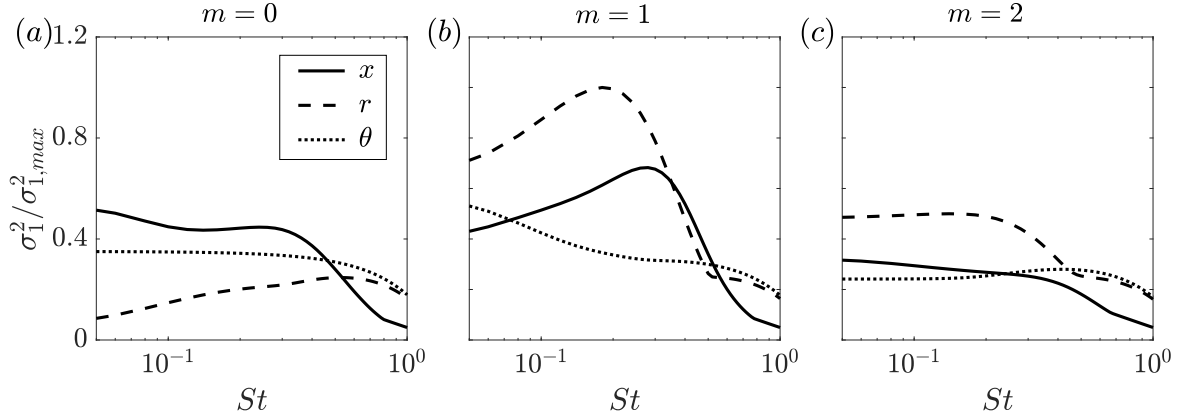 m = 0
m = 1
m = 2
(a)
(b)
(c)
1.2
0.8
0.4
0
σ₁²/σ²₁,ₘₐₓ
x
r
θ
10⁻¹ 10⁰
10⁻¹ 10⁰
10⁻¹ 10⁰
St
St
St